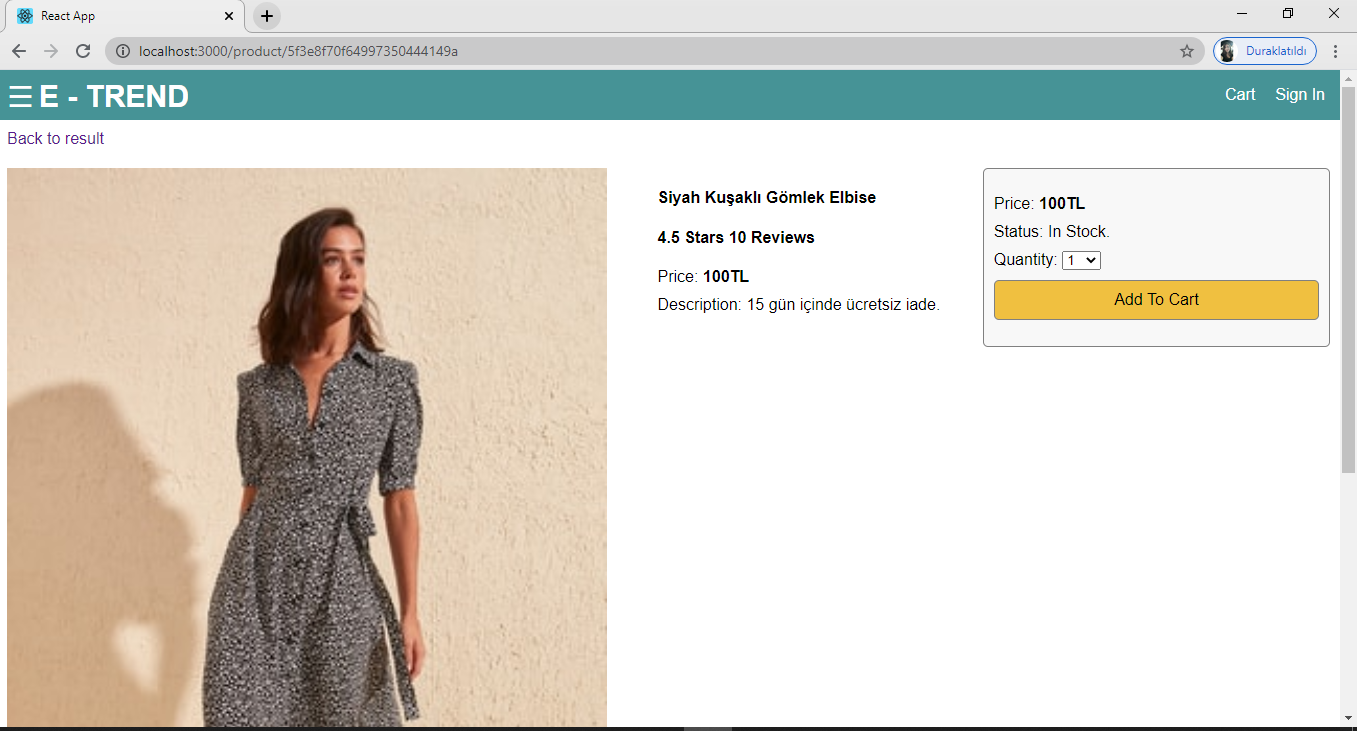 React App
localhost:3000/product/5f3e8f70f64997350444149a
Duraklatıldı
☰ E - TREND
Cart
Sign In
Back to result
Siyah Kuşaklı Gömlek Elbise
4.5 Stars 10 Reviews
Price: 100TL
Description: 15 gün içinde ücretsiz iade.
Price: 100TL
Status: In Stock.
Quantity: 1
Add To Cart